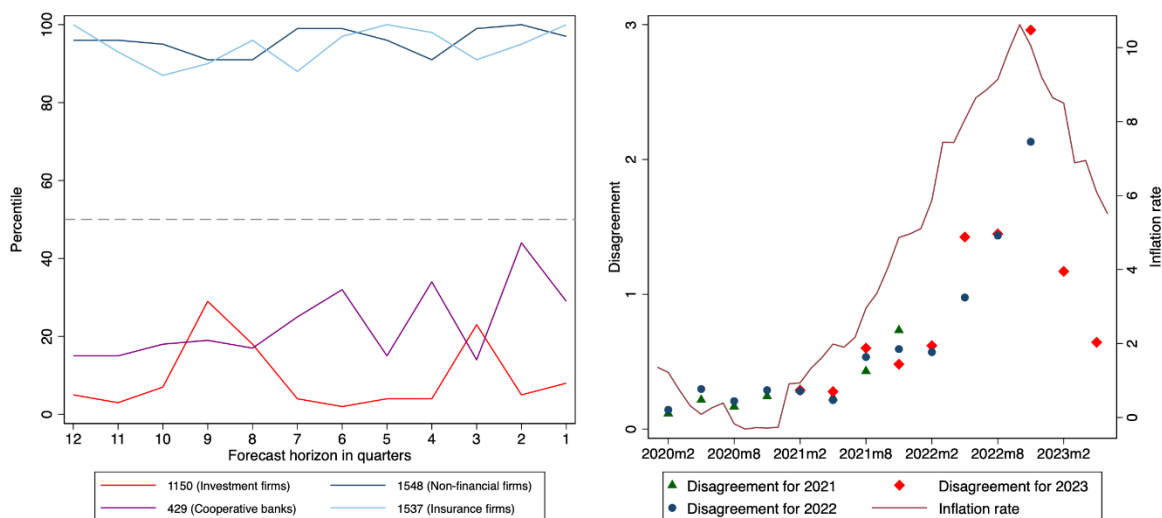 100
80
60
40
20
0
Percentile
12 11 10 9 8 7 6 5 4 3 2 1
Forecast horizon in quarters
1150 (Investment firms) 1548 (Non-financial firms)
429 (Cooperative banks) 1537 (Insurance firms)
3
2
1
0
Disagreement
10
8
6
4
2
0
Inflation rate
2020m2 2020m8 2021m2 2021m8 2022m2 2022m8 2023m2
Disagreement for 2021 Disagreement for 2023
Disagreement for 2022 Inflation rate